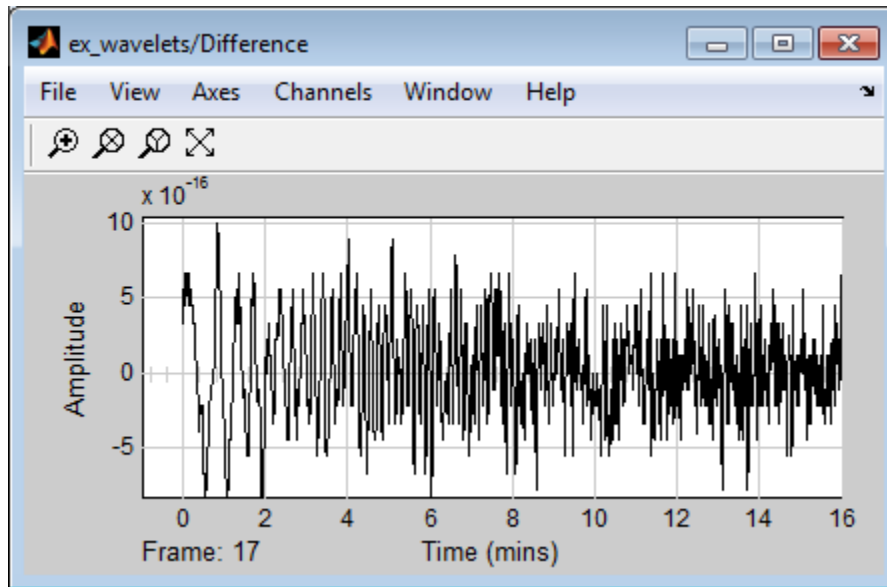 ex_wavelets/Difference
File View Axes Channels Window Help
x 10-16
10
5
0
-5
Amplitude
0 2 4 6 8 10 12 14 16
Frame: 17 Time (mins)